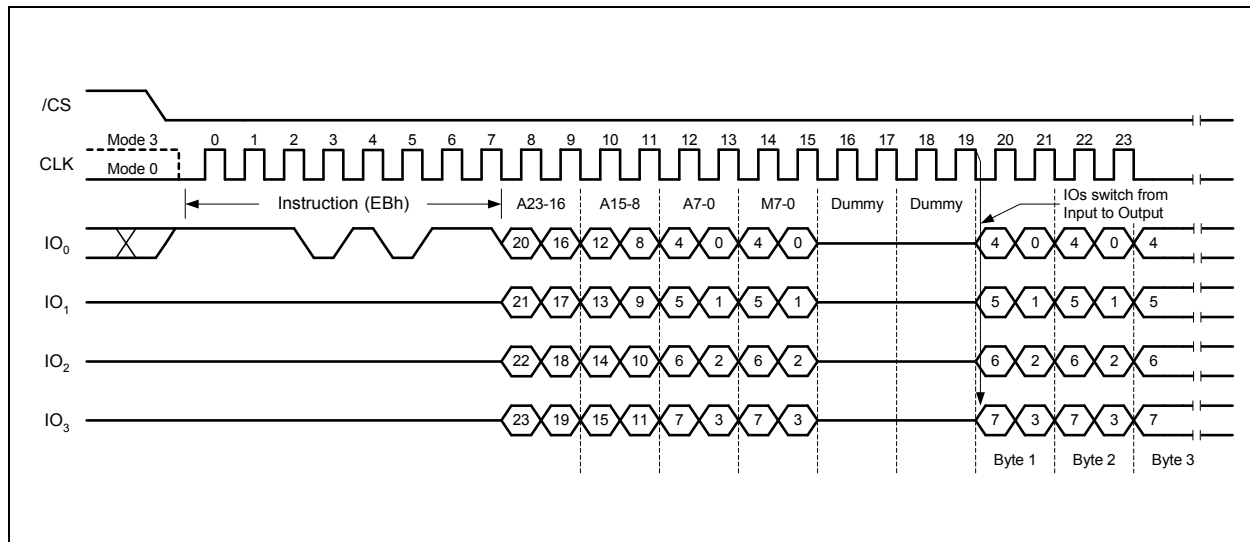 /CS
Mode 3 0 1 2 3 4 5 6 7 8 9 10 11 12 13 14 15 16 17 18 19 20 21 22 23
CLK
Mode 0
Instruction (EBh) A23-16 A15-8 A7-0 M7-0 Dummy Dummy
IOs switch from
Input to Output
IO0 20 16 12 8 4 0 4 0 4 0 4 0 4
IO1 21 17 13 9 5 1 5 1 5 1 5 1 5
IO2 22 18 14 10 6 2 6 2 6 2 6 2 6
IO3 23 19 15 11 7 3 7 3 7 3 7 3 7
Byte 1 Byte 2 Byte 3